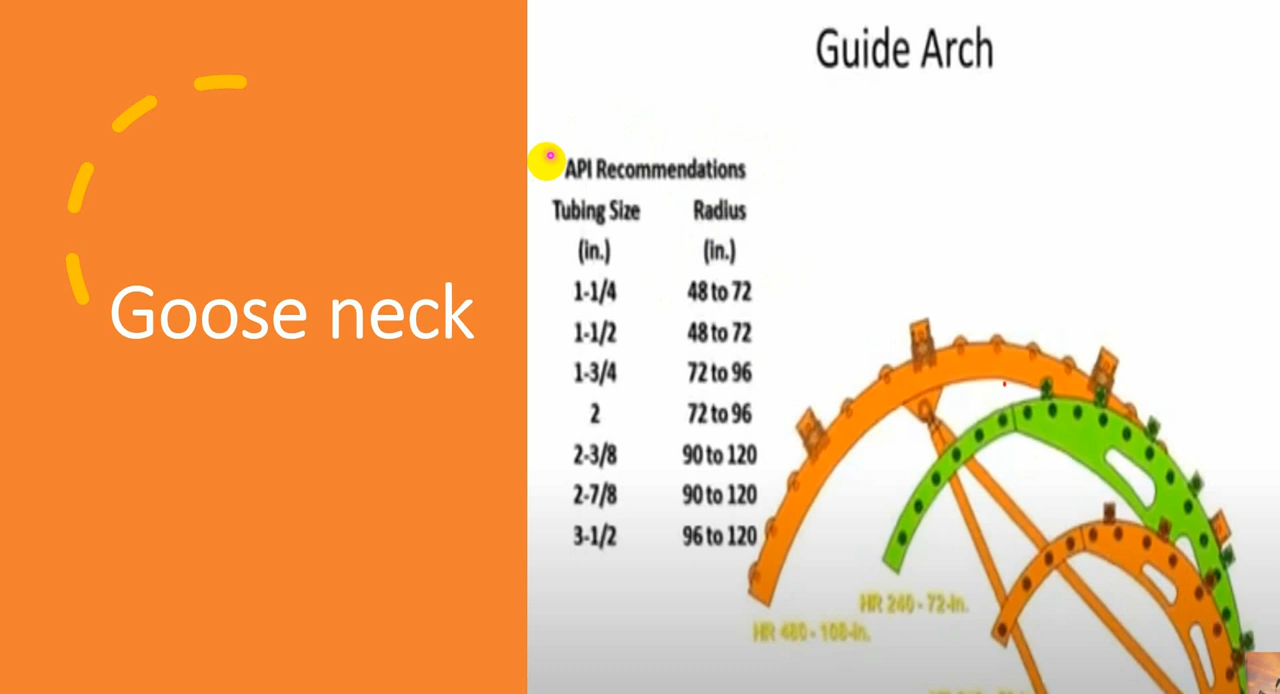 Goose neck
Guide Arch
API Recommendations
Tubing Size Radius
(in.) (in.)
1-1/4 48 to 72
1-1/2 48 to 72
1-3/4 72 to 96
2 72 to 96
2-3/8 90 to 120
2-7/8 90 to 120
3-1/2 96 to 120
HR 240 - 72-in.
HR 480 -